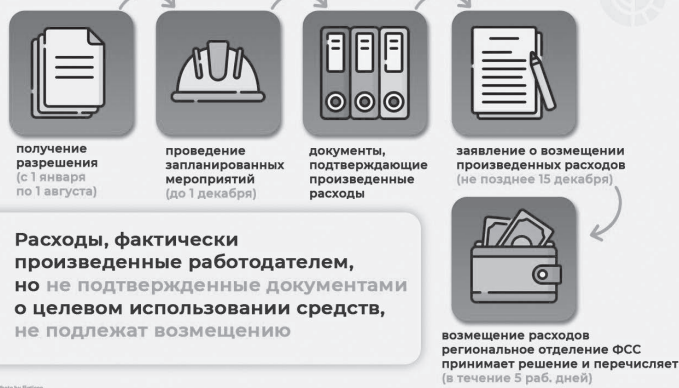 получение
разрешения
(с 1 января
по 1 августа)
проведение
запланированных
мероприятий
(до 1 декабря)
документы,
подтверждающие
произведенные
расходы
заявление о возмещении
произведенных расходов
(не позднее 15 декабря)
Расходы, фактически
произведенные работодателем,
но не подтвержденные документами
о целевом использовании средств,
не подлежат возмещению
возмещение расходов
региональное отделение ФСС
принимает решение и перечисляет
(в течение 5 раб. дней)